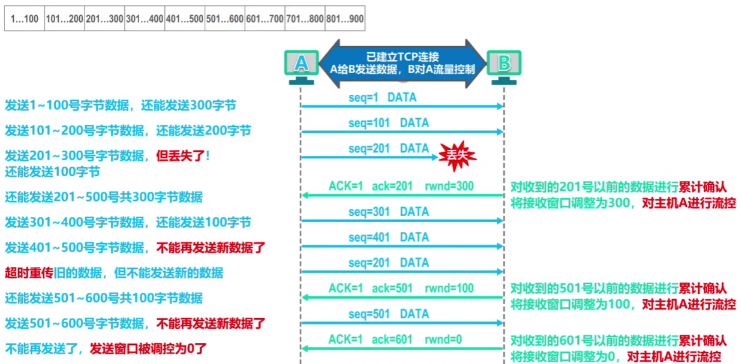 1…100 101…200 201…300 301…400 401…500 501…600 601…700 701…800 801…900
A
已建立TCP连接
A给B发送数据，B对A流量控制
B
发送1~100号字节数据，还能发送300字节
seq=1 DATA
发送101~200号字节数据，还能发送200字节
seq=101 DATA
发送201~300号字节数据，但丢失了！
还能发送100字节
seq=201 DATA
丢失
还能发送201~500号共300字节数据
ACK=1 ack=201 rwnd=300
对收到的201号以前的数据进行累计确认
将接收窗口调整为300，对主机A进行流控
发送301~400号字节数据，还能发送100字节
seq=301 DATA
发送401~500号字节数据，不能再发送新数据了
seq=401 DATA
超时重传旧的数据，但不能发送新的数据
seq=201 DATA
还能发送501~600号共100字节数据
ACK=1 ack=501 rwnd=100
对收到的501号以前的数据进行累计确认
将接收窗口调整为100，对主机A进行流控
发送501~600号字节数据，不能再发送新数据了
seq=501 DATA
不能再发送了，发送窗口被调控为0了
ACK=1 ack=601 rwnd=0
对收到的601号以前的数据进行累计确认
将接收窗口调整为0，对主机A进行流控